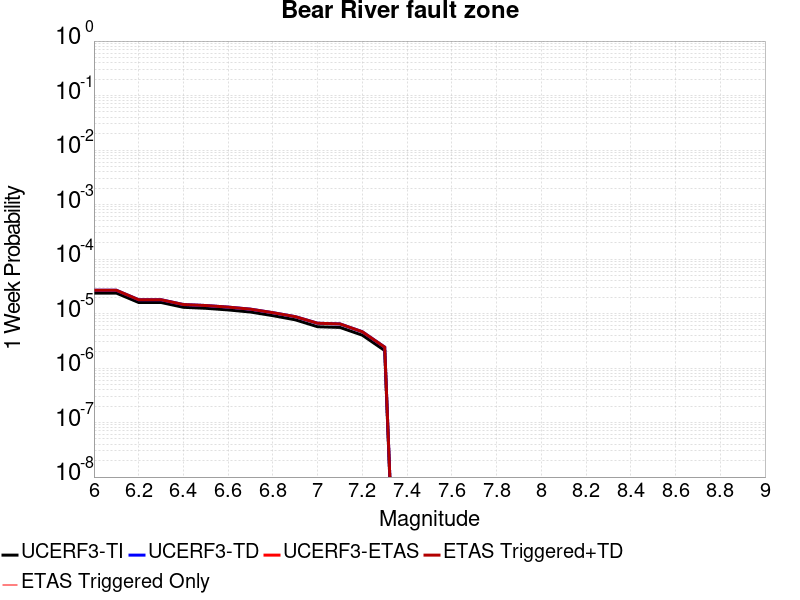 Bear River fault zone
10^0
10^-1
10^-2
10^-3
10^-4
10^-5
10^-6
10^-7
10^-8
1 Week Probability
6 6.2 6.4 6.6 6.8 7 7.2 7.4 7.6 7.8 8 8.2 8.4 8.6 8.8 9
Magnitude
UCERF3-TI UCERF3-TD UCERF3-ETAS ETAS Triggered+TD
ETAS Triggered Only